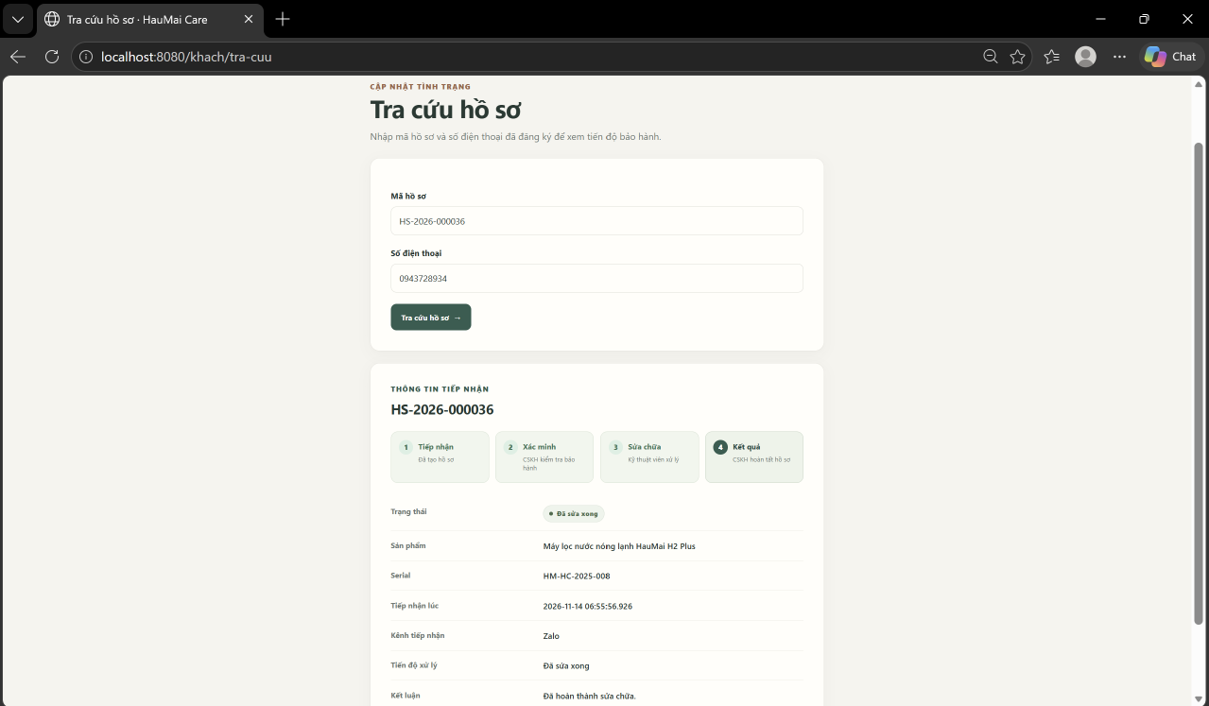 Tra cứu hồ sơ · HauMai Care
localhost:8080/khach/tra-cuu
Chat
CẬP NHẬT TÌNH TRẠNG
Tra cứu hồ sơ
Nhập mã hồ sơ và số điện thoại đã đăng ký để xem tiến độ bảo hành.
Mã hồ sơ
HS-2026-000036
Số điện thoại
0943728934
Tra cứu hồ sơ →
THÔNG TIN TIẾP NHẬN
HS-2026-000036
1 Tiếp nhận
Đã tạo hồ sơ
2 Xác minh
CSKH kiểm tra bảo
hành
3 Sửa chữa
Kỹ thuật viên xử lý
4 Kết quả
CSKH hoàn tất hồ sơ
Trạng thái
Đã sửa xong
Sản phẩm
Máy lọc nước nóng lạnh HauMai H2 Plus
Serial
HM-HC-2025-008
Tiếp nhận lúc
2026-11-14 06:55:56.926
Kênh tiếp nhận
Zalo
Tiến độ xử lý
Đã sửa xong
Kết luận
Đã hoàn thành sửa chữa.